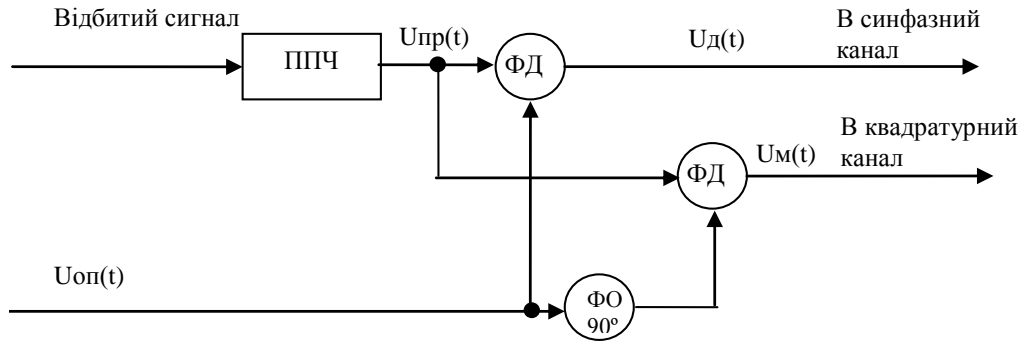 Відбитий сигнал
ППЧ
Uпр(t)
ФД
Uд(t)
В синфазний
канал
ФД
Uм(t)
В квадратурний
канал
Uоп(t)
ФО
90º